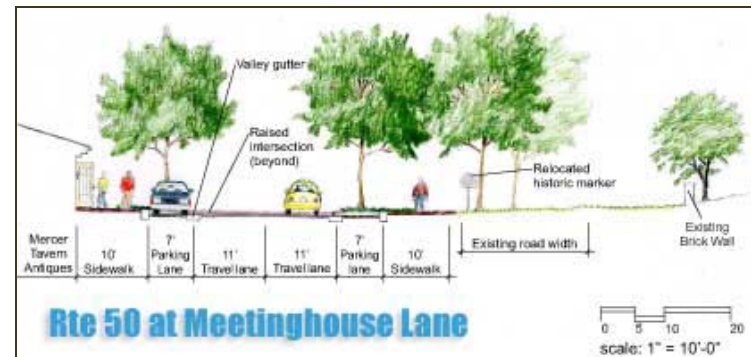 Valley gutter
Raised
intersection
(beyond)
Relocated
historic marker
Existing
Brick Wall
Mercer
Tavern
Antiques
10'
Sidewalk
7'
Parking
Lane
11'
Travel lane
11'
Travel lane
7'
Parking
lane
10'
Sidewalk
Existing road width
Rte 50 at Meetinghouse Lane
0 5 10 20
scale: 1" = 10'-0"